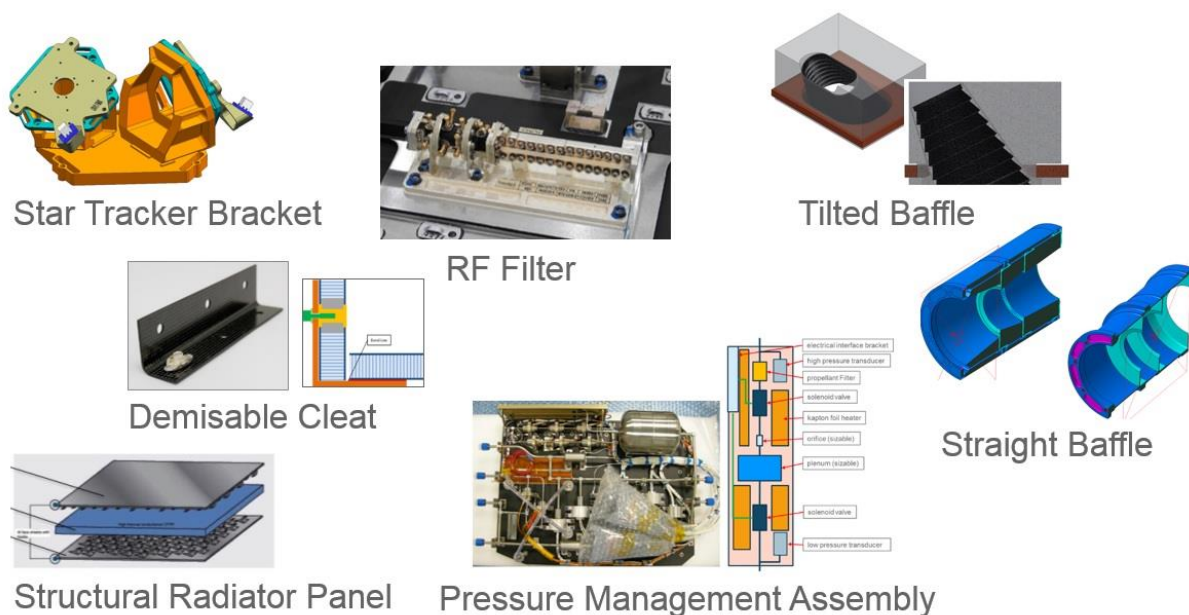 Star Tracker Bracket
RF Filter
Tilted Baffle
Demisable Cleat
electrical interface bracket
high pressure transducer
propellant Filter
solenoid valve
kapton foil heater
orifice (sizable)
plenum (sizable)
solenoid valve
low pressure transducer
Straight Baffle
Structural Radiator Panel
Pressure Management Assembly